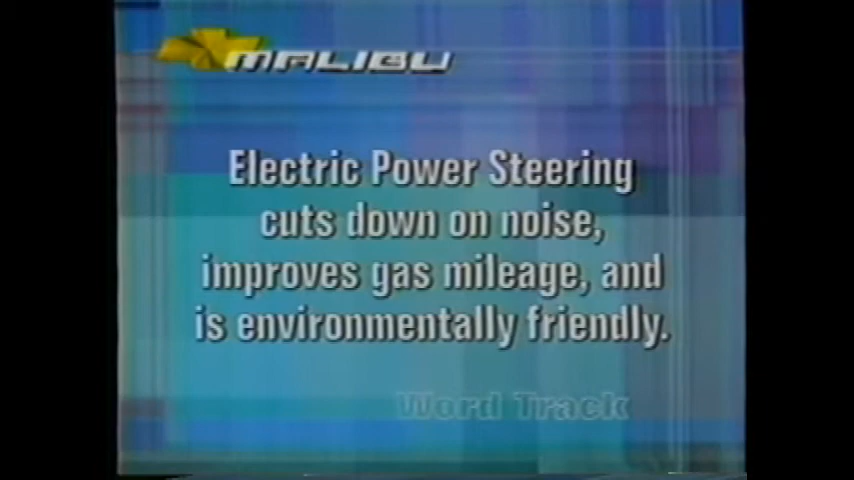 MALIBU
Electric Power Steering
cuts down on noise,
improves gas mileage, and
is environmentally friendly.
Word Track